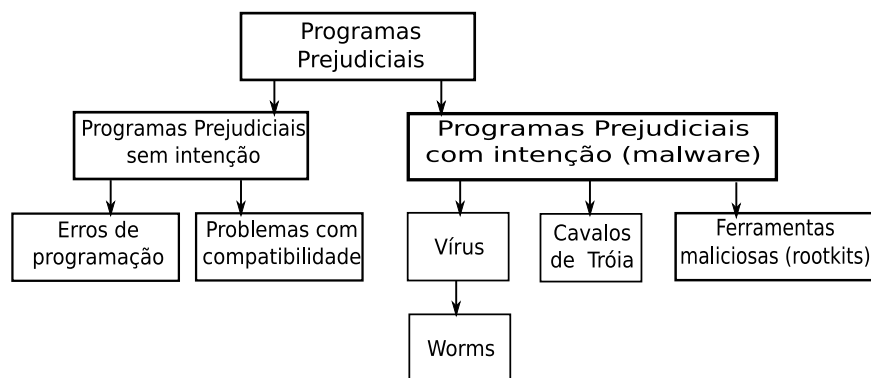 Programas
Prejudiciais
Programas Prejudiciais
sem intenção
Programas Prejudiciais
com intenção (malware)
Erros de
programação
Problemas com
compatibilidade
Vírus
Cavalos
de Tróia
Ferramentas
maliciosas (rootkits)
Worms